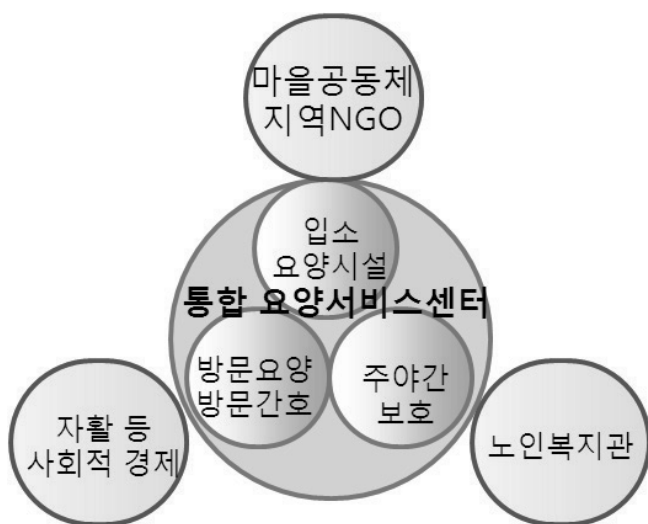 마을공동체
지역NGO
입소
요양시설
통합 요양서비스센터
방문요양
방문간호
주야간
보호
자활 등
사회적 경제
노인복지관